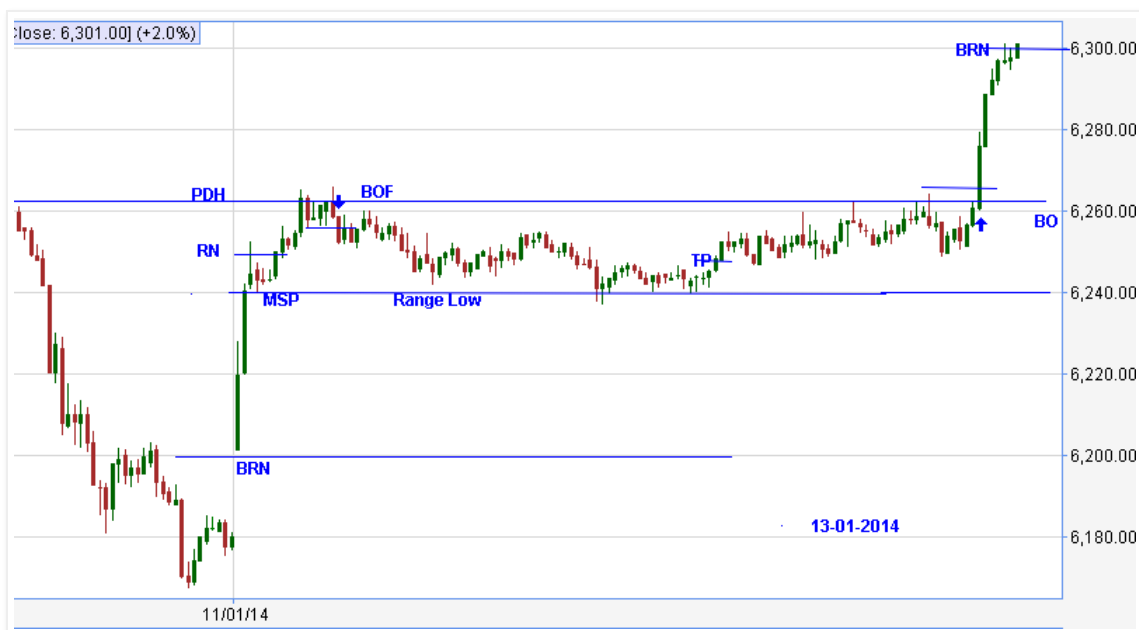 Close: 6,301.00] (+2.0%)
BRN
6,300.00
6,280.00
PDH
BOF
6,260.00
BO
RN
TP
MSP
Range Low
6,240.00
6,220.00
6,200.00
BRN
13-01-2014
6,180.00
11/01/14